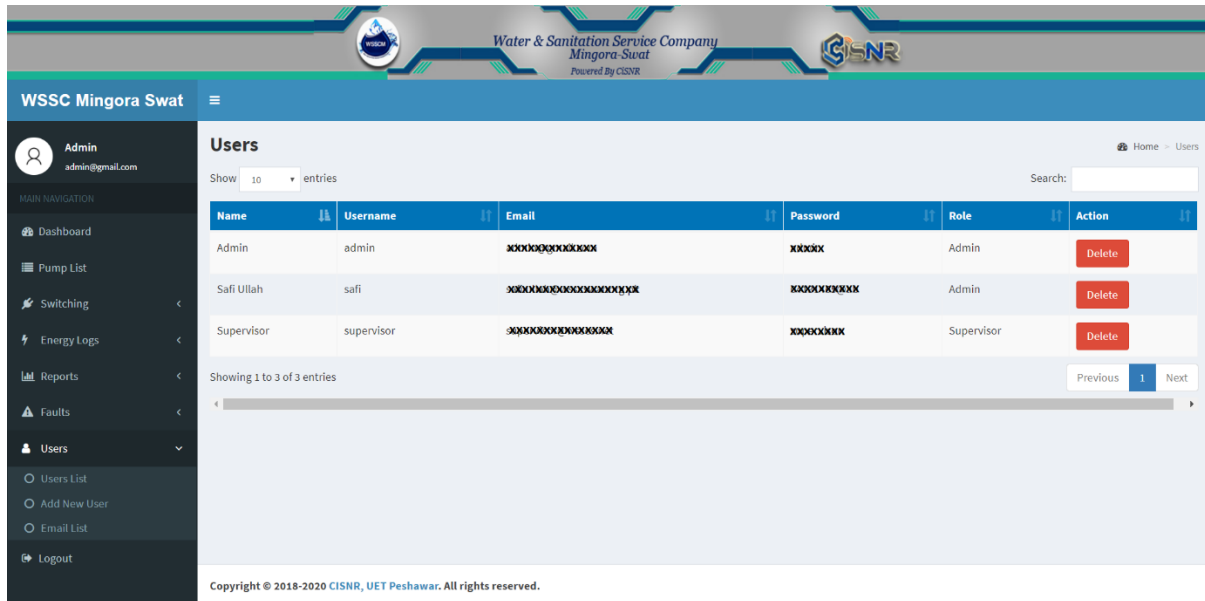 WSSCM
Water & Sanitation Service Company
Mingora-Swat
Powered By CISNR
CISNR
WSSC Mingora Swat
Admin
admin@gmail.com
MAIN NAVIGATION
Dashboard
Pump List
Switching
Energy Logs
Reports
Faults
Users
Users List
Add New User
Email List
Logout
Users
Home > Users
Show 10 entries Search:
Name Username Email Password Role Action
Admin admin Admin Delete
Safi Ullah safi Admin Delete
Supervisor supervisor Supervisor Delete
Showing 1 to 3 of 3 entries
Previous 1 Next
Copyright © 2018-2020 CISNR, UET Peshawar. All rights reserved.